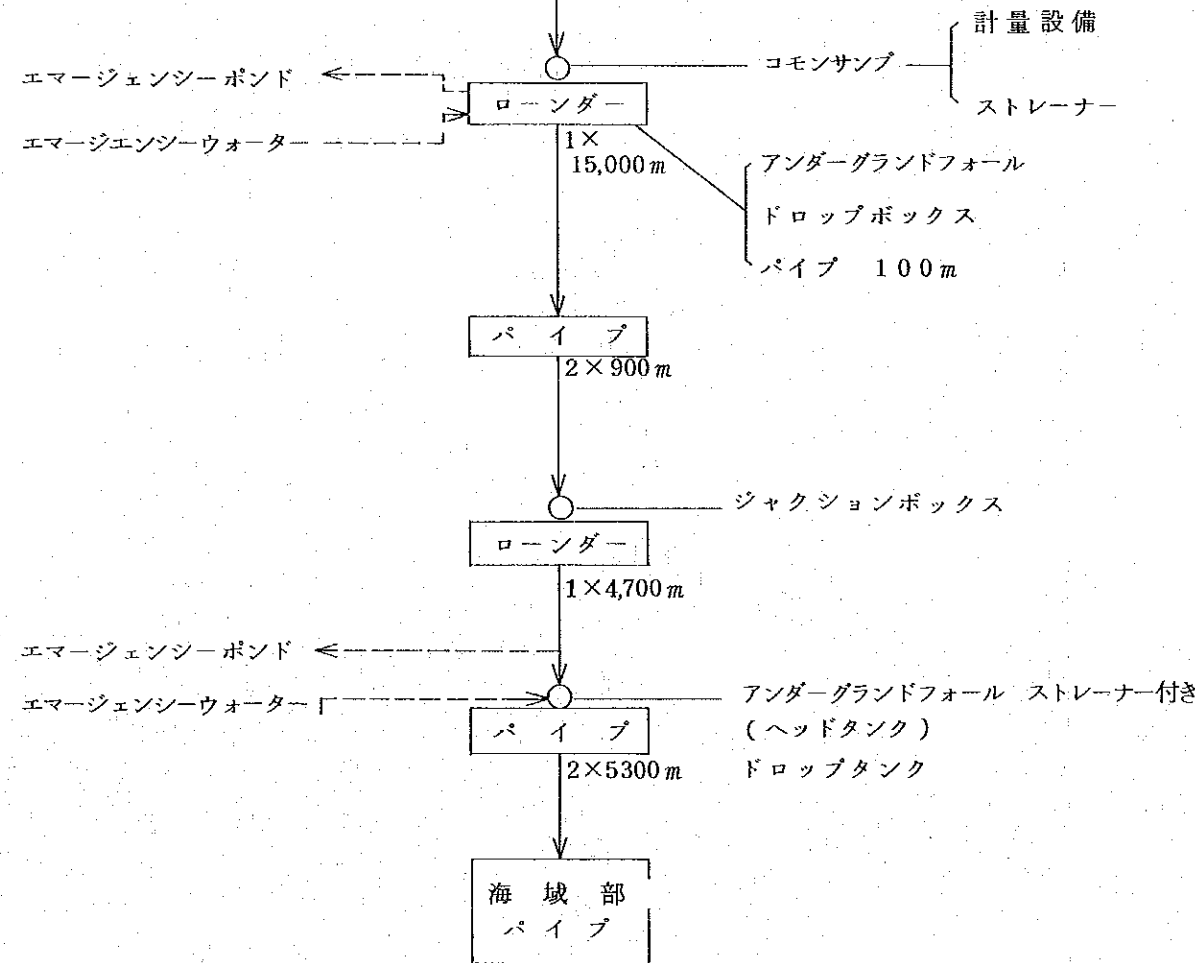 計量設備
コモンサンプ
ストレーナー
エマージェンシーポンド
ローンダー
エマージエンシーウォーター
1×
15,000m
アンダーグランドフォール
ドロップボックス
パイプ 100m
パイプ
2×900m
ジャクションボックス
ローンダー
1×4,700m
エマージェンシーポンド
エマージェンシーウォーター
アンダーグランドフォール ストレーナー付き
(ヘッドタンク)
ドロップタンク
パイプ
2×5300m
海域部
パイプ